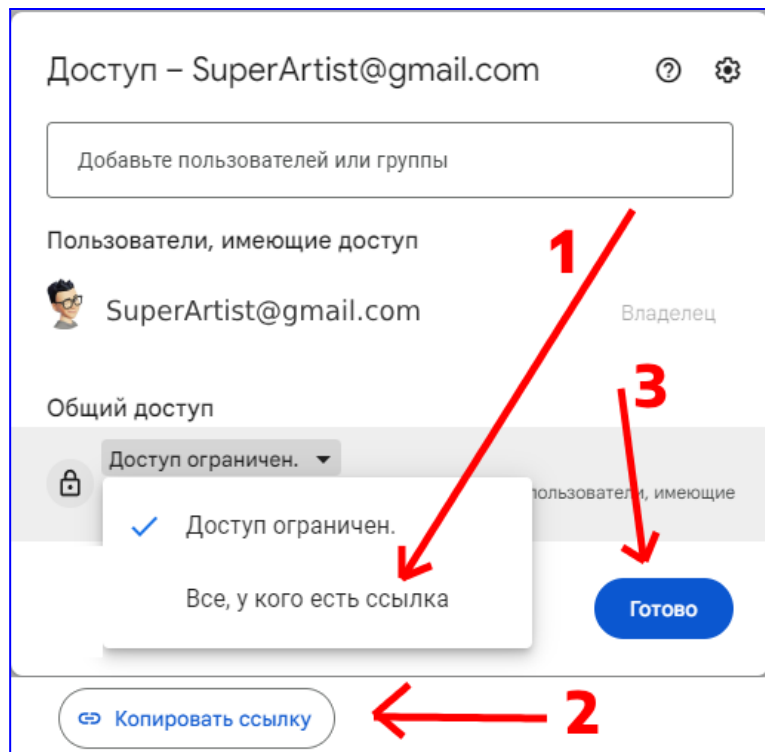 Доступ – SuperArtist@gmail.com
Добавьте пользователей или группы
1
Пользователи, имеющие доступ
SuperArtist@gmail.com
Владелец
3
Общий доступ
Доступ ограничен.
пользователи, имеющие
Доступ ограничен.
Все, у кого есть ссылка
Готово
Копировать ссылку
2